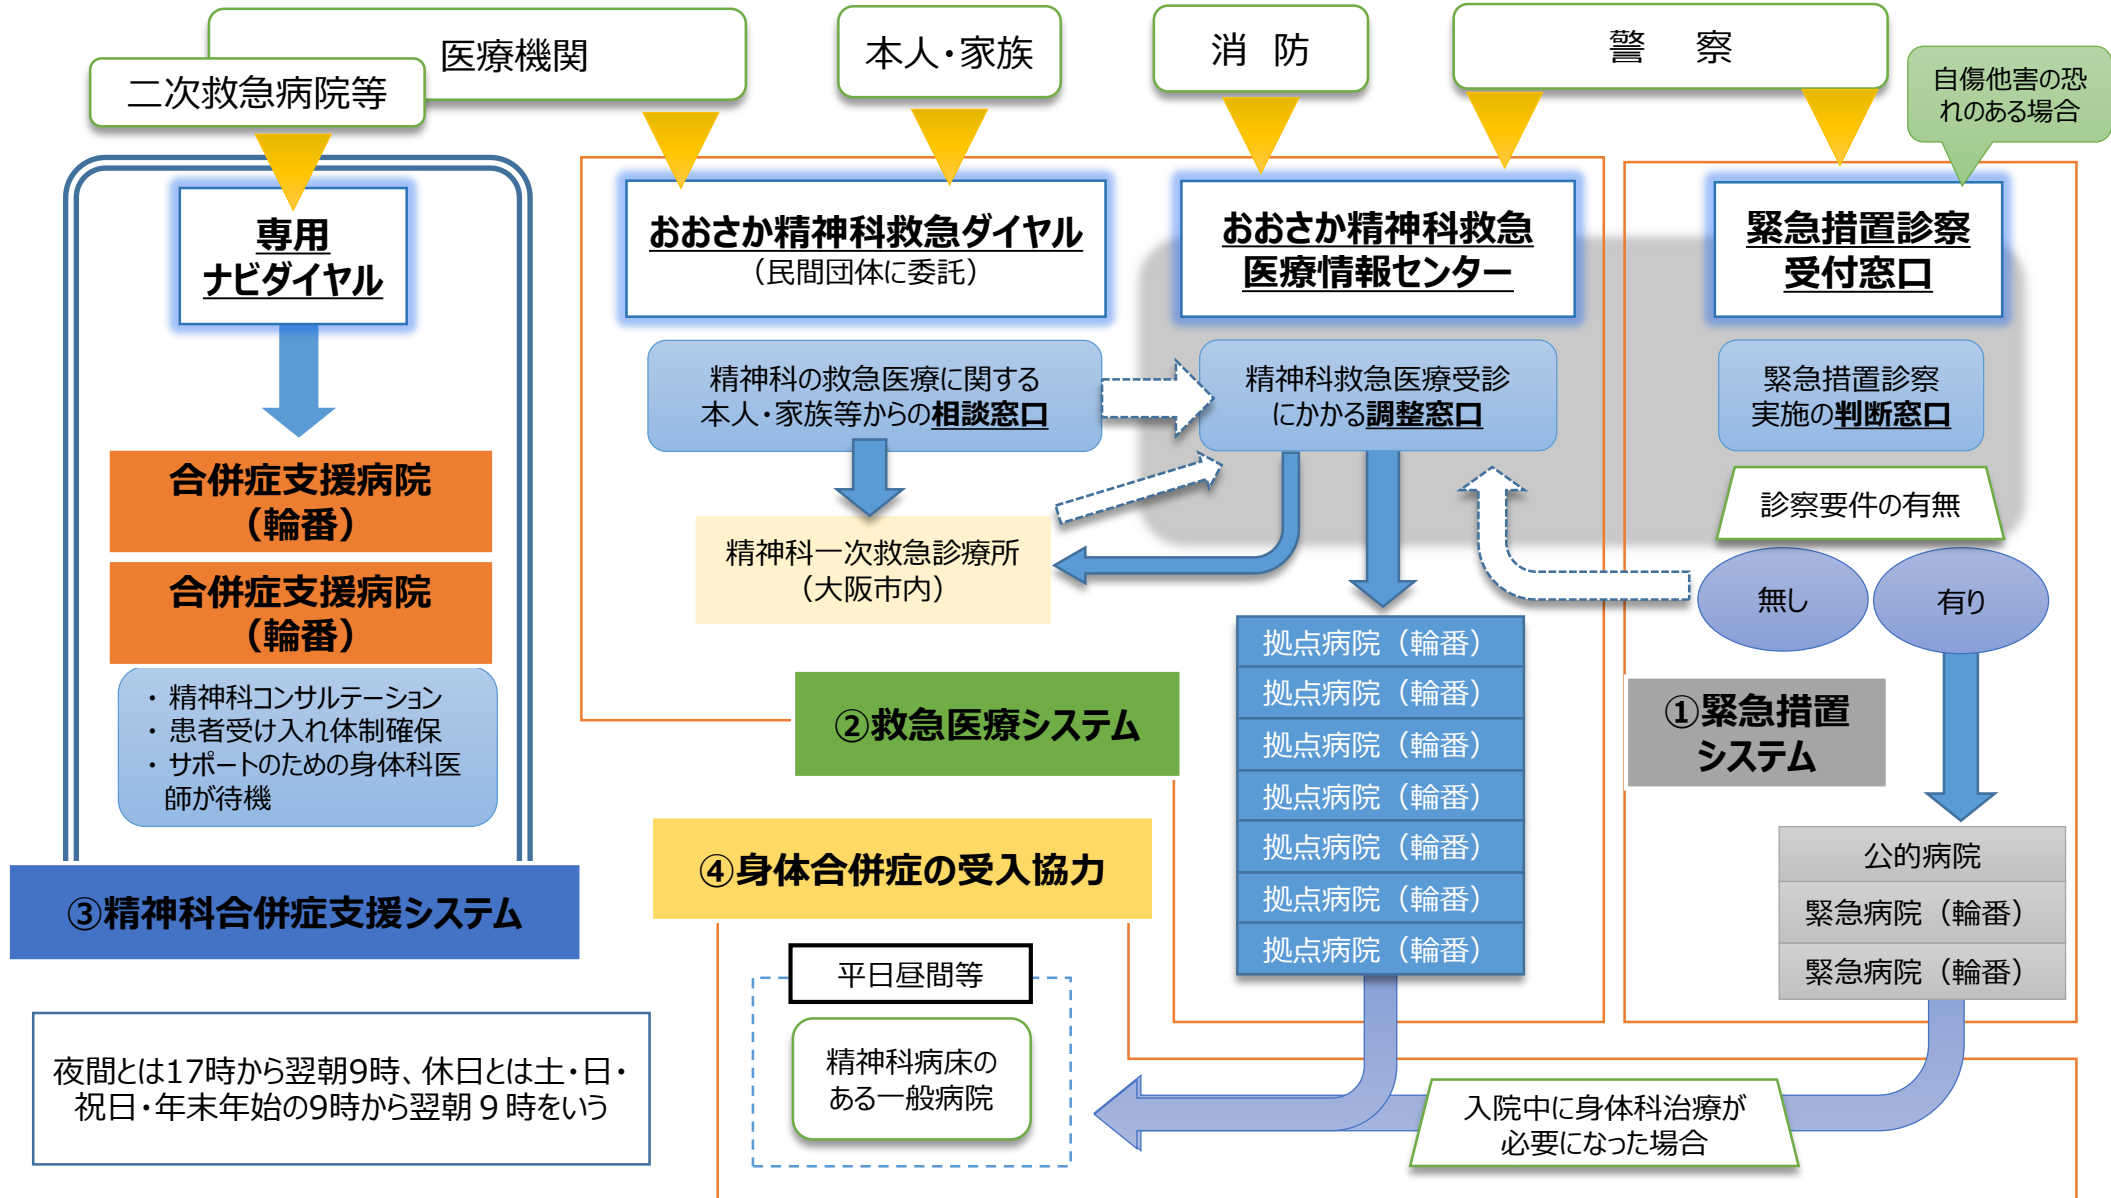 医療機関
二次救急病院等
本人・家族
消　防
警　　察
自傷他害の恐
れのある場合
専用
ナビダイヤル
おおさか精神科救急ダイヤル
（民間団体に委託）
おおさか精神科救急
医療情報センター
緊急措置診察
受付窓口
精神科の救急医療に関する
本人・家族等からの相談窓口
精神科救急医療受診
にかかる調整窓口
緊急措置診察
実施の判断窓口
診察要件の有無
無し
有り
合併症支援病院
（輪番）
合併症支援病院
（輪番）
・ 精神科コンサルテーション
・ 患者受け入れ体制確保
・ サポートのための身体科医
師が待機
③精神科合併症支援システム
精神科一次救急診療所
（大阪市内）
拠点病院（輪番）
拠点病院（輪番）
拠点病院（輪番）
拠点病院（輪番）
拠点病院（輪番）
拠点病院（輪番）
拠点病院（輪番）
②救急医療システム
①緊急措置
システム
公的病院
緊急病院（輪番）
緊急病院（輪番）
④身体合併症の受入協力
平日昼間等
精神科病床の
ある一般病院
入院中に身体科治療が
必要になった場合
夜間とは17時から翌朝9時、休日とは土・日・
祝日・年末年始の9時から翌朝９時をいう